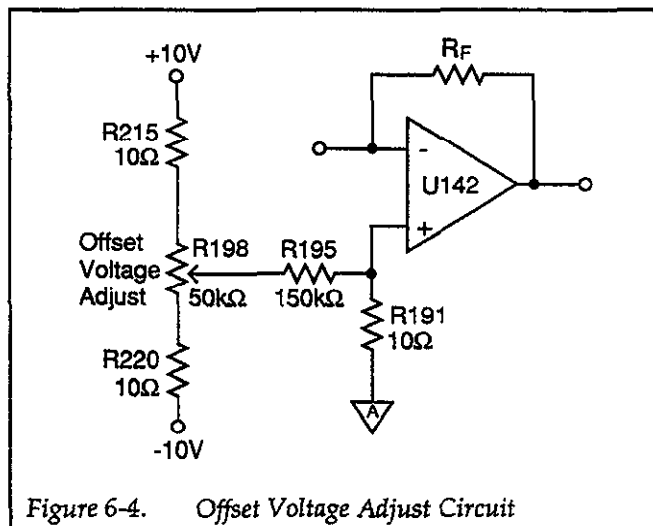 +10V
R215
10Ω
Offset
Voltage
Adjust
R198
50kΩ
R195
150kΩ
R220
10Ω
-10V
RF
-
U142
+
R191
10Ω
A
Figure 6-4. Offset Voltage Adjust Circuit